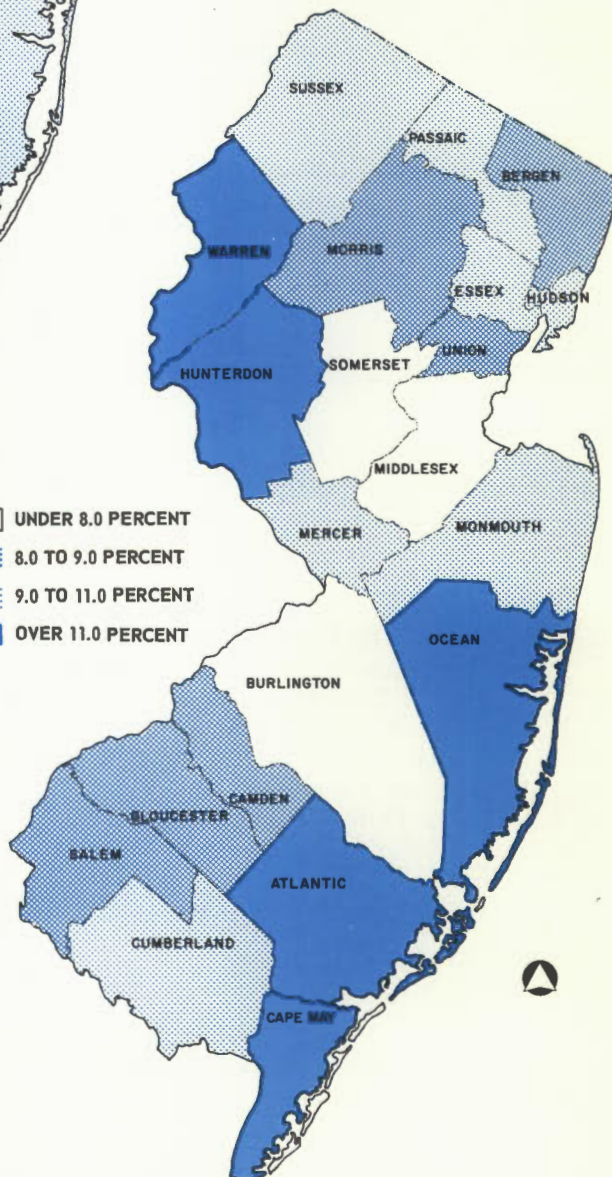 SUSSEX
PASSAIC
BERGEN
WARREN
MORRIS
ESSEX
HUDSON
UNION
SOMERSET
HUNTERDON
MIDDLESEX
MERCER
MONMOUTH
UNDER 8.0 PERCENT
8.0 TO 9.0 PERCENT
9.0 TO 11.0 PERCENT
OVER 11.0 PERCENT
OCEAN
BURLINGTON
CAMDEN
GLOUCESTER
SALEM
ATLANTIC
CUMBERLAND
CAPE MAY